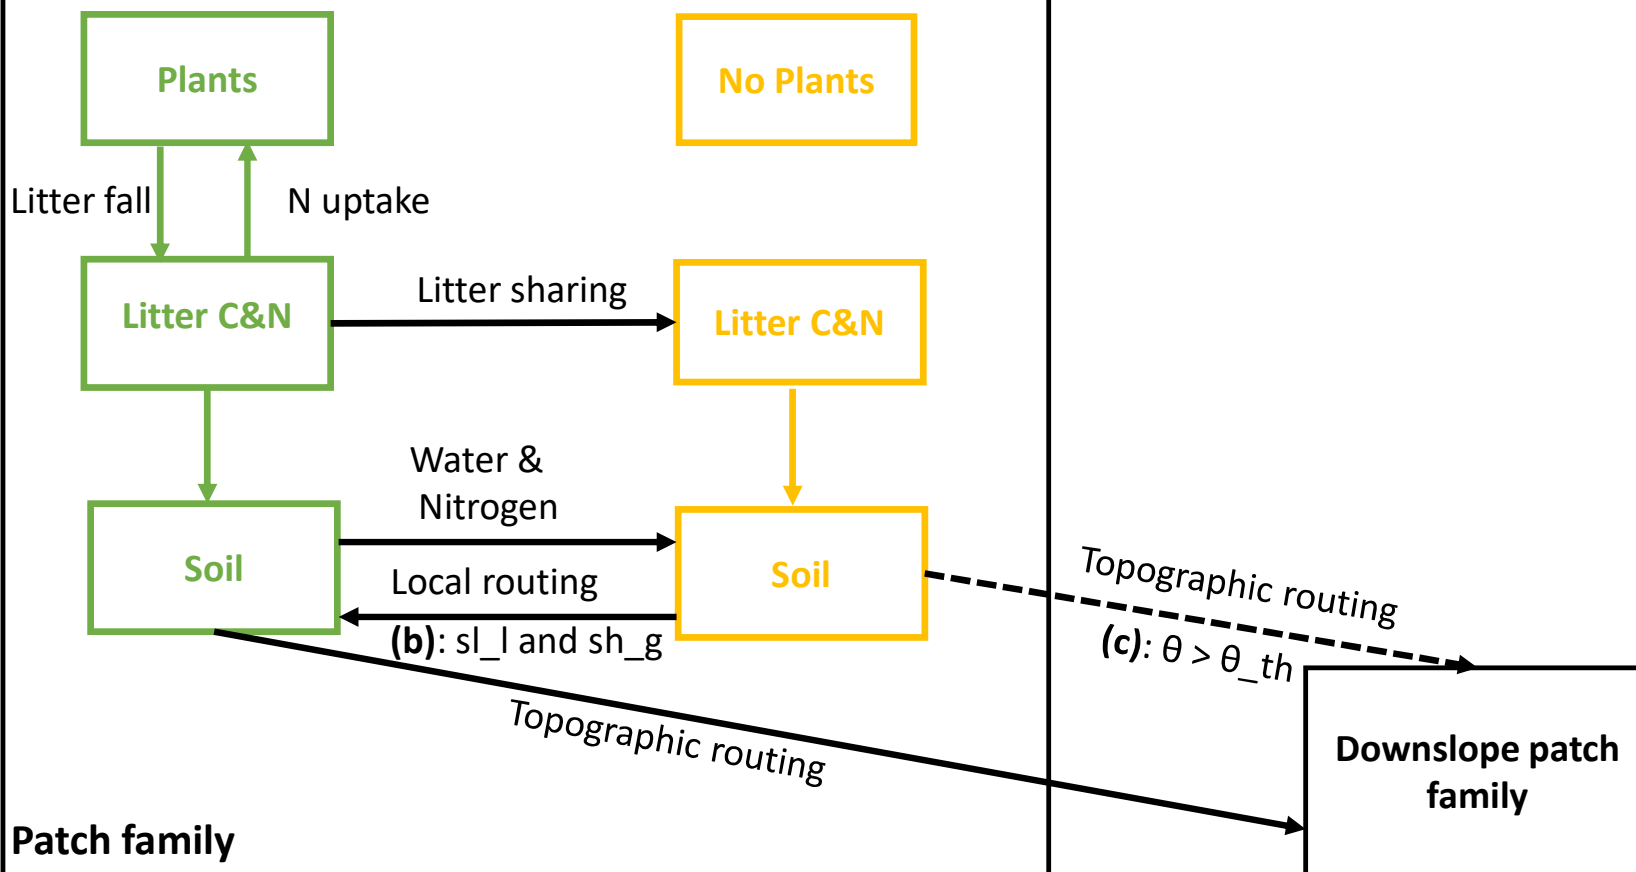 Plants
No Plants
Litter fall
N uptake
Litter C&N
Litter sharing
Litter C&N
Water &
Nitrogen
Soil
Local routing
Soil
(b): sl_l and sh_g
Topographic routing
(c): θ > θ_th
Topographic routing
Downslope patch
family
Patch family